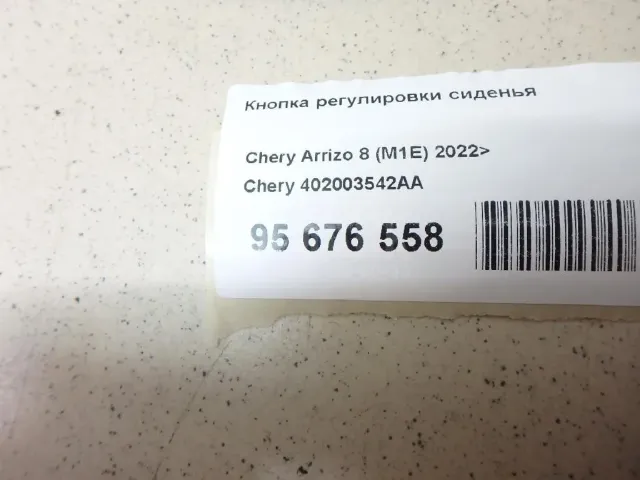 Кнопка регулировки сиденья
Chery Arrizo 8 (M1E) 2022>
Chery 402003542AA
95 676 558